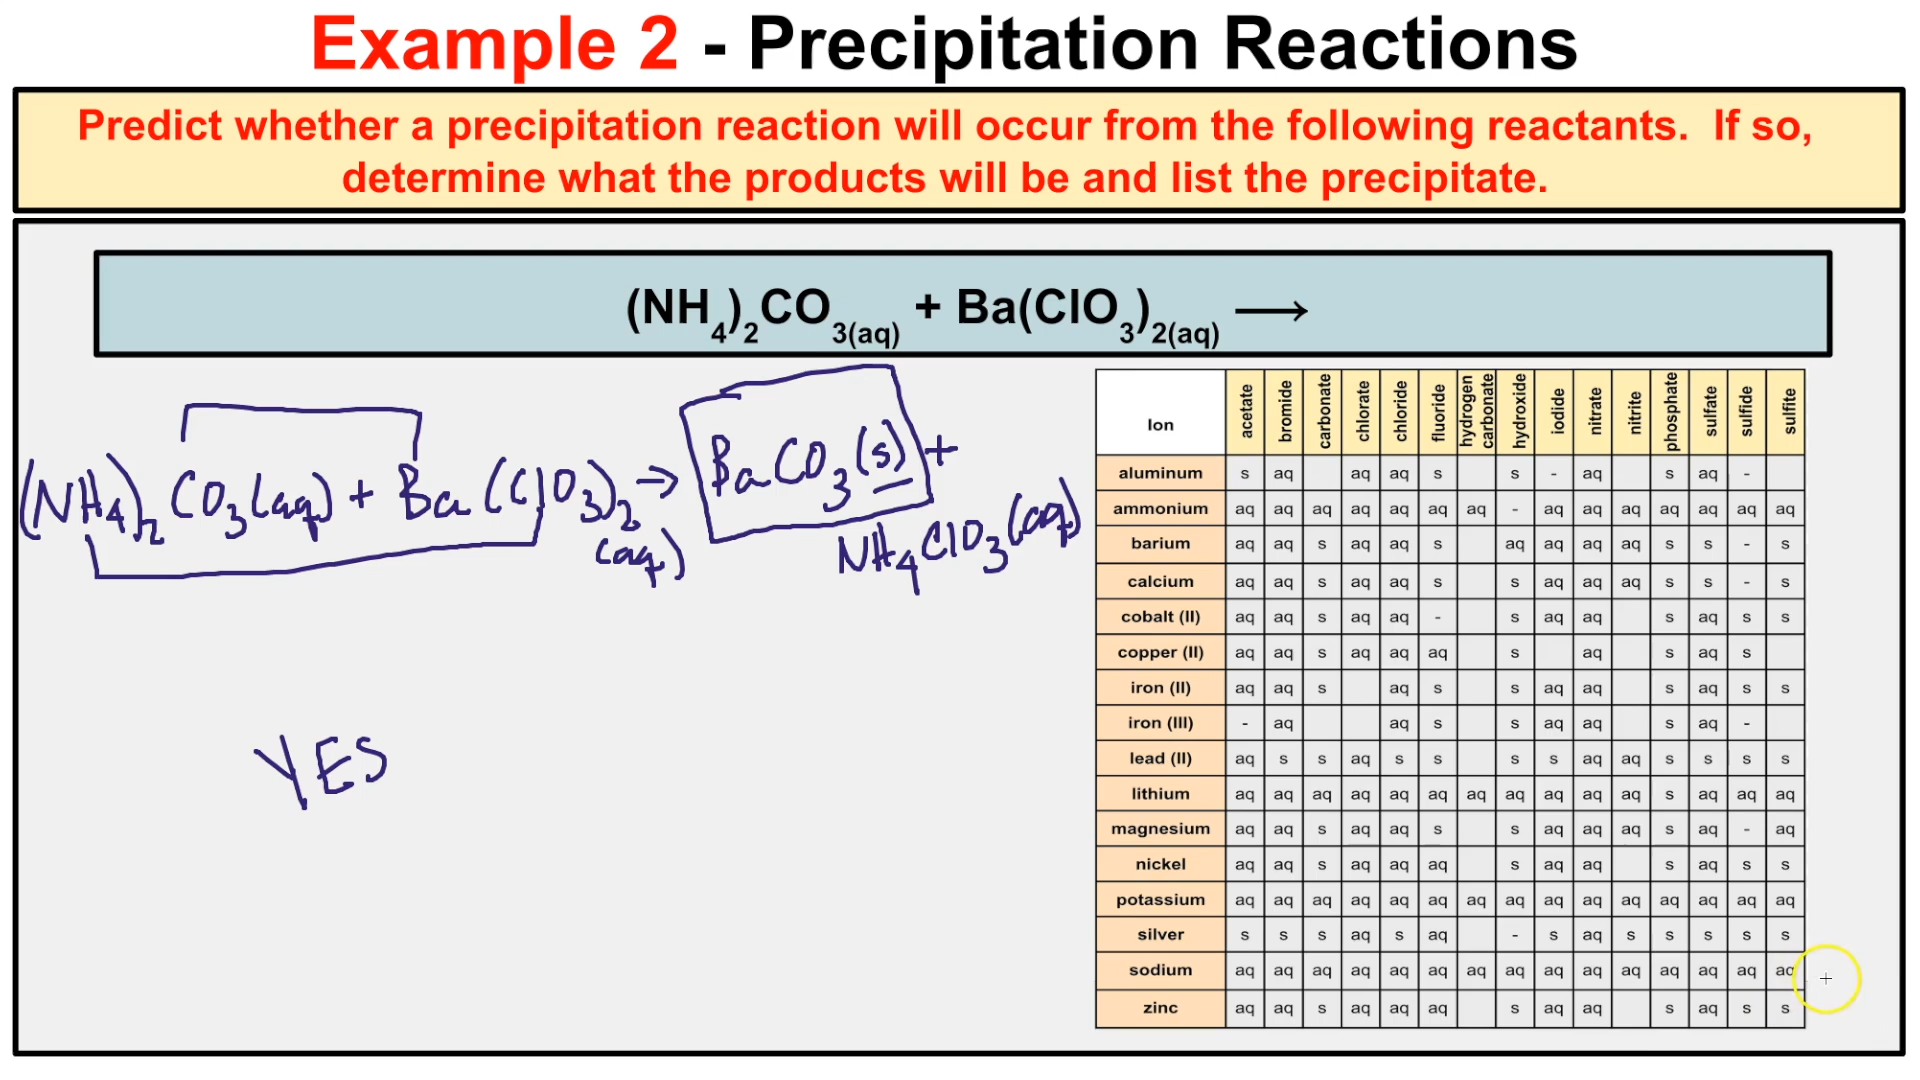 Example 2 - Precipitation Reactions
Predict whether a precipitation reaction will occur from the following reactants. If so,
determine what the products will be and list the precipitate.
(NH4)2CO3(aq) + Ba(ClO3)2(aq) ⟶
(NH4)2 CO3(aq) + Ba (ClO3)2 (aq) → BaCO3(s) +
NH4ClO3(aq)
YES
Ion acetate bromide carbonate chlorate chloride fluoride hydrogen carbonate hydroxide iodide nitrate nitrite phosphate sulfate sulfide sulfite
aluminum s aq aq aq s s - aq s aq -
ammonium aq aq aq aq aq aq aq - aq aq aq aq aq aq aq
barium aq aq s aq aq s aq aq aq aq s s - s
calcium aq aq s aq aq s s aq aq aq s s - s
cobalt (II) aq aq s aq aq - s aq aq s aq s s
copper (II) aq aq s aq aq aq s aq s aq s
iron (II) aq aq s aq s s aq aq s aq s s
iron (III) - aq aq s s aq aq s aq -
lead (II) aq s s aq s s s s aq aq s s s s
lithium aq aq aq aq aq aq aq aq aq aq aq s aq aq aq
magnesium aq aq s aq aq s s aq aq aq s aq - aq
nickel aq aq s aq aq aq s aq aq s aq s s
potassium aq aq aq aq aq aq aq aq aq aq aq aq aq aq aq
silver s s s aq s aq - s aq s s s s s
sodium aq aq aq aq aq aq aq aq aq aq aq aq aq aq aq
zinc aq aq s aq aq aq s aq aq s aq s s